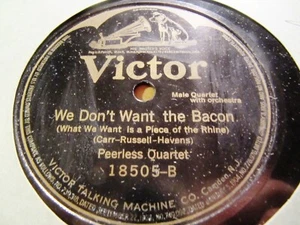 Victor
Male Quartet
with orchestra
We Don't Want the Bacon
(What We Want Is a Piece of the Rhine)
(Carr-Russell-Havens)
Peerless Quartet
18505-B
VICTOR TALKING MACHINE CO. Camden, N.J.